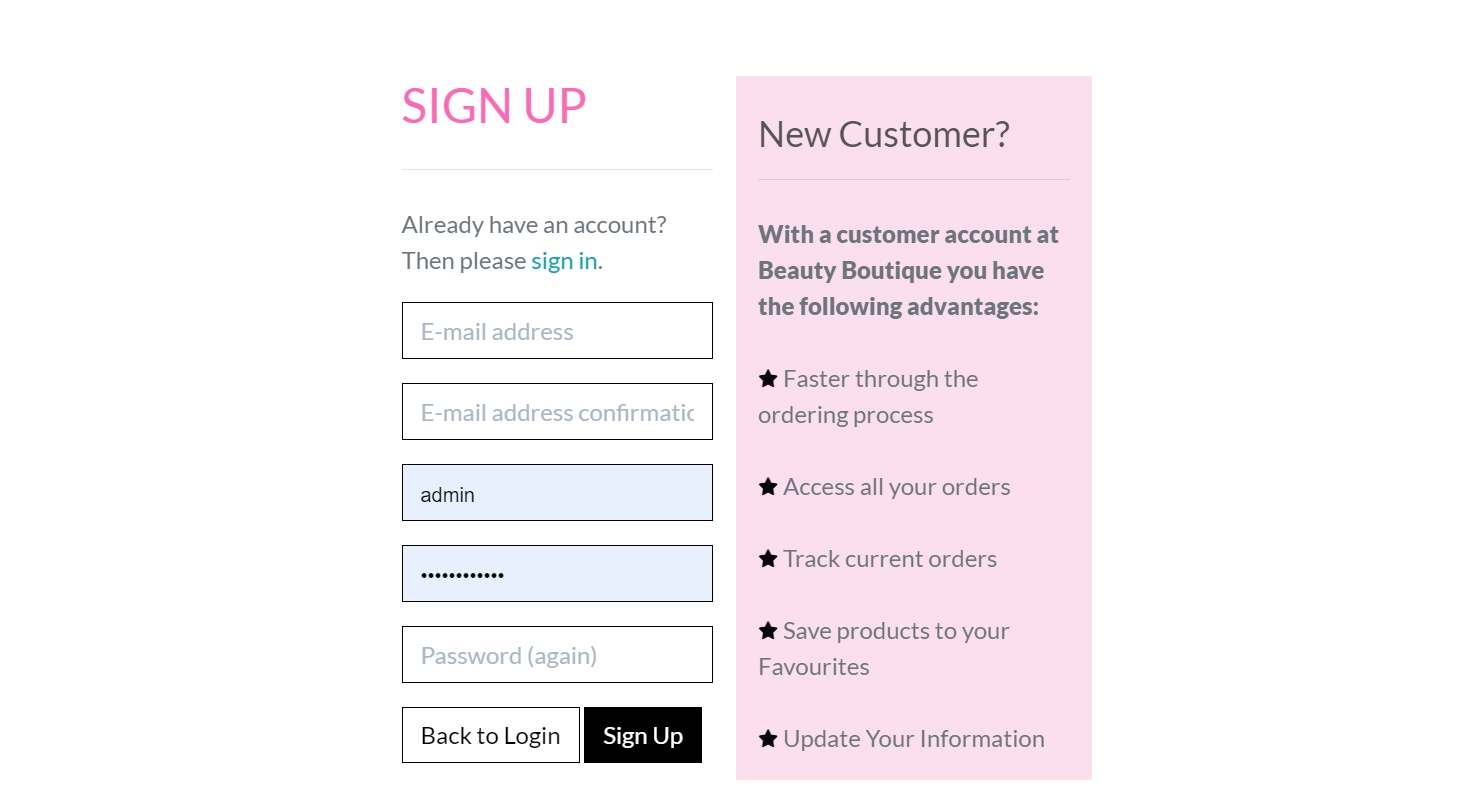 SIGN UP
Already have an account?
Then please sign in.
E-mail address
E-mail address confirmatic
admin
••••••••••••
Password (again)
Back to Login
Sign Up
New Customer?
With a customer account at
Beauty Boutique you have
the following advantages:
Faster through the
ordering process
Access all your orders
Track current orders
Save products to your
Favourites
Update Your Information